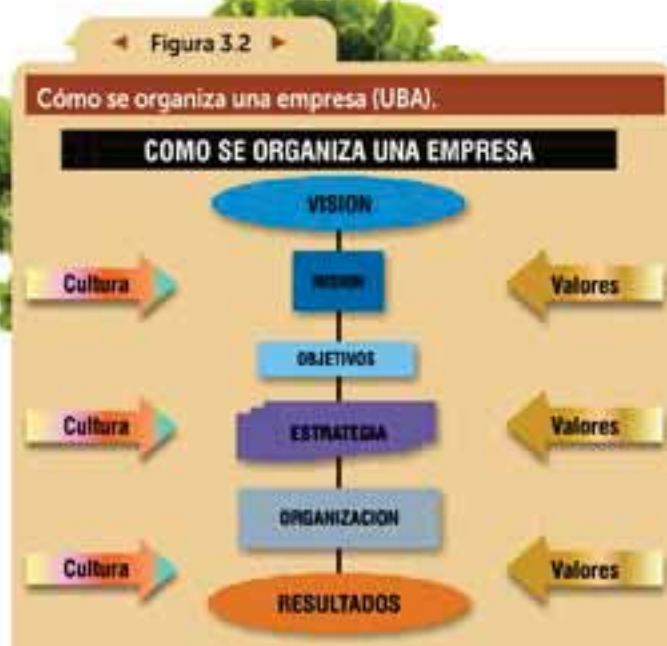 Figura 3.2
Cómo se organiza una empresa (UBA).
COMO SE ORGANIZA UNA EMPRESA
VISION
Cultura
MISION
Valores
OBJETIVOS
Cultura
ESTRATEGIA
Valores
ORGANIZACION
Cultura
Valores
RESULTADOS